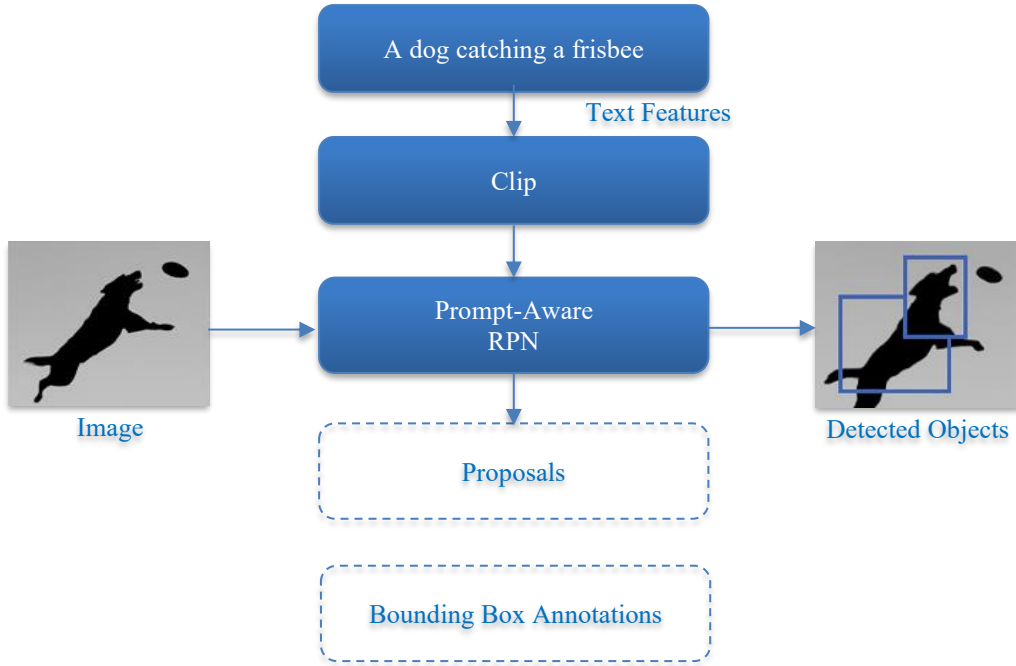 A dog catching a frisbee
Text Features
Clip
Prompt-Aware
RPN
Image
Detected Objects
Proposals
Bounding Box Annotations